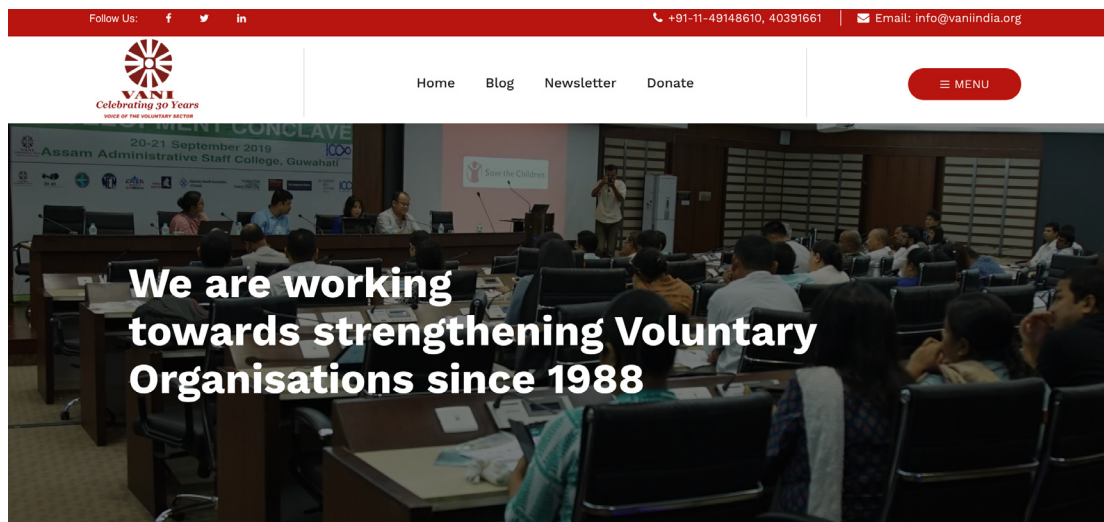 Follow Us:
+91-11-49148610, 40391661
Email: info@vaniindia.org
VANI
Celebrating 30 Years
VOICE OF THE VOLUNTARY SECTOR
Home Blog Newsletter Donate
MENU
CONCLAVE
20-21 September 2019
Assam Administrative Staff College, Guwahati
Save the Children
We are working
towards strengthening Voluntary
Organisations since 1988